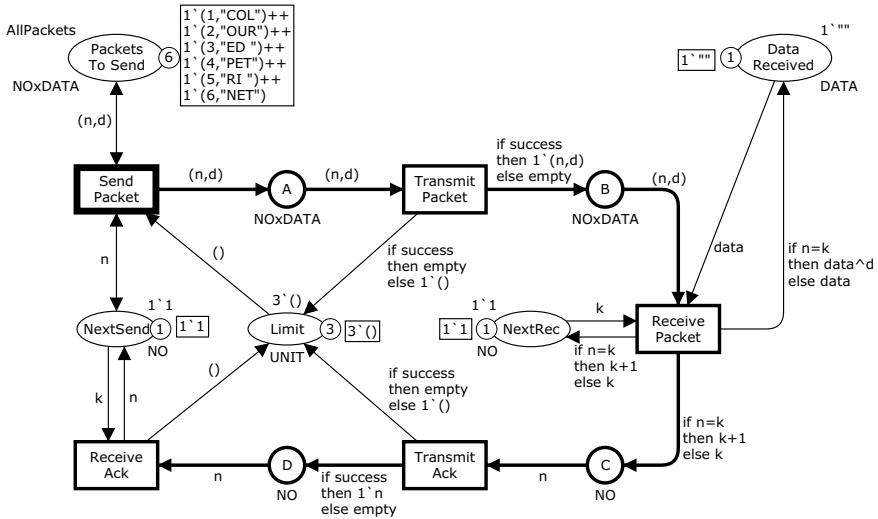 AllPackets
Packets
To Send
6
1`(1,"COL")++
1`(2,"OUR")++
1`(3,"ED ")++
1`(4,"PET")++
1`(5,"RI ")++
1`(6,"NET")
NOxDATA
1`""
1`""
1
Data
Received
DATA
(n,d)
Send
Packet
(n,d)
A
NOxDATA
(n,d)
Transmit
Packet
if success
then 1`(n,d)
else empty
B
NOxDATA
(n,d)
n
()
if success
then empty
else 1`()
data
if n=k
then data^d
else data
1`1
NextSend
1
1`1
NO
3`()
Limit
3
3`()
UNIT
1`1
1`1
1
NextRec
NO
k
if n=k
then k+1
else k
Receive
Packet
k
n
()
if success
then empty
else 1`()
if n=k
then k+1
else k
Receive
Ack
n
D
NO
if success
then 1`n
else empty
Transmit
Ack
n
C
NO